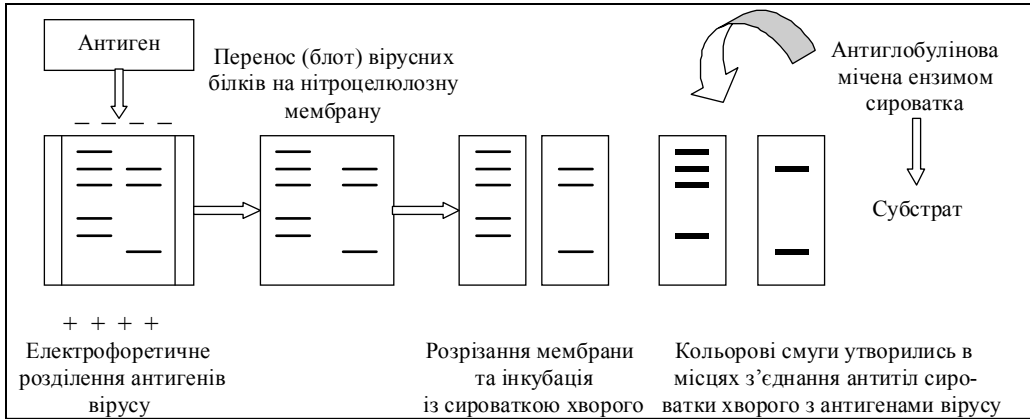 Антиген
Перенос (блот) вірусних
білків на нітроцелюлозну
мембрану
Антиглобулінова
мічена ензимом
сироватка
Субстрат
– – – –
+ + + +
Електрофоретичне
розділення антигенів
вірусу
Розрізання мембрани
та інкубація
із сироваткою хворого
Кольорові смуги утворились в
місцях з’єднання антитіл сиро-
ватки хворого з антигенами вірусу